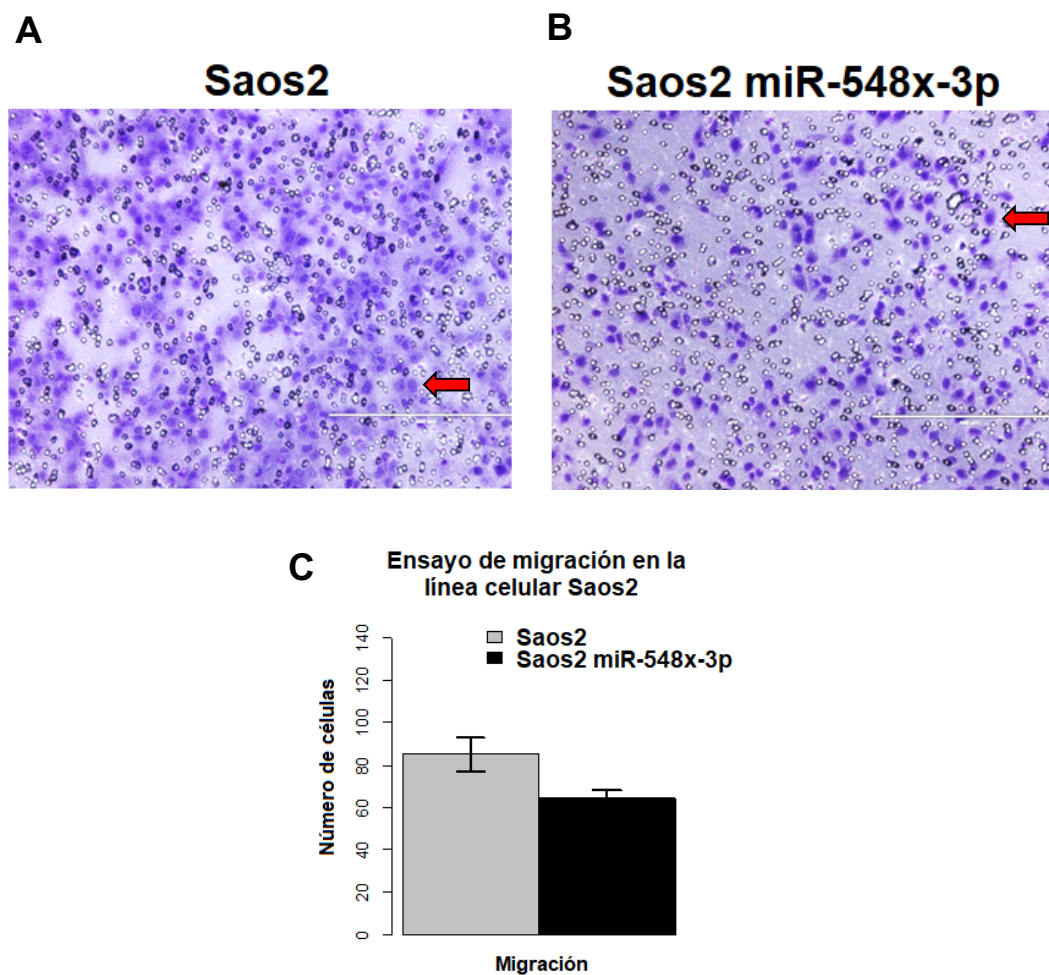 A
Saos2
B
Saos2 miR-548x-3p
C
Ensayo de migración en la
línea celular Saos2
Saos2
Saos2 miR-548x-3p
Número de células
140
120
100
80
60
40
20
0
Migración